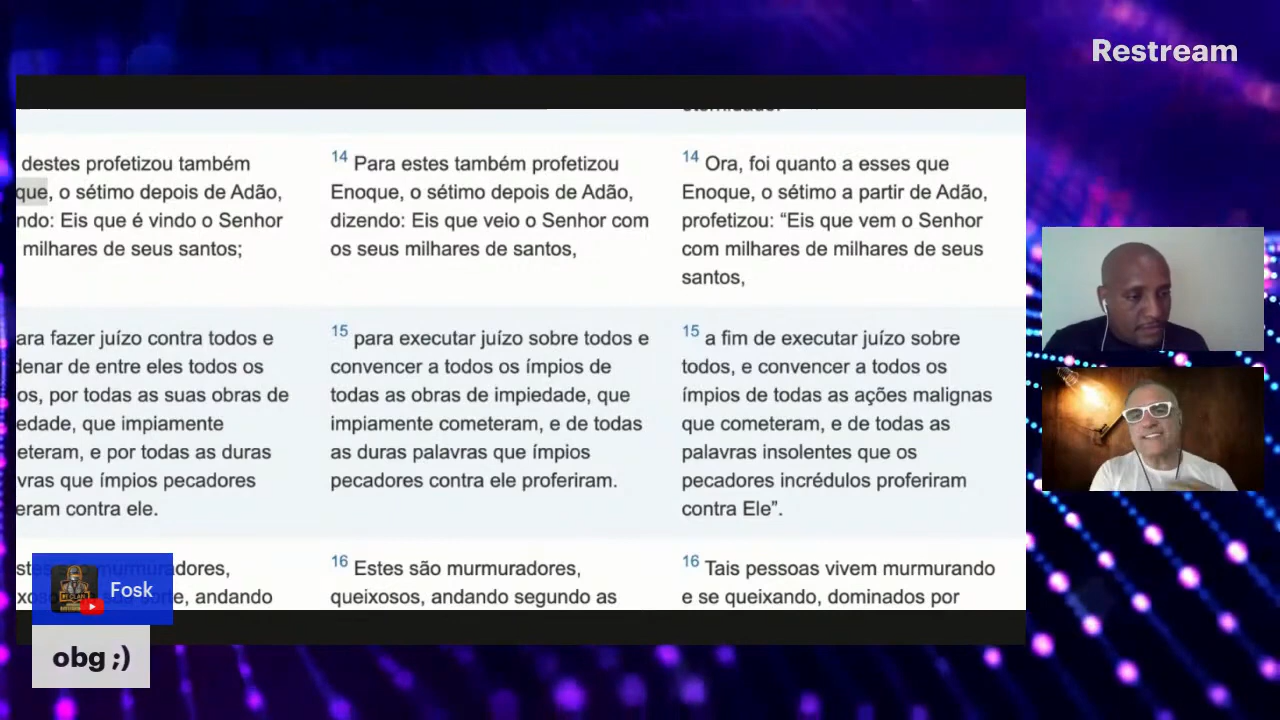 Restream
destes profetizou também
que, o sétimo depois de Adão,
ndo: Eis que é vindo o Senhor
milhares de seus santos;
ara fazer juízo contra todos e
denar de entre eles todos os
os, por todas as suas obras de
edade, que impiamente
eteram, e por todas as duras
vras que ímpios pecadores
eram contra ele.
andando
14 Para estes também profetizou
Enoque, o sétimo depois de Adão,
dizendo: Eis que veio o Senhor com
os seus milhares de santos,
15 para executar juízo sobre todos e
convencer a todos os ímpios de
todas as obras de impiedade, que
impiamente cometeram, e de todas
as duras palavras que ímpios
pecadores contra ele proferiram.
16 Estes são murmuradores,
queixosos, andando segundo as
14 Ora, foi quanto a esses que
Enoque, o sétimo a partir de Adão,
profetizou: “Eis que vem o Senhor
com milhares de milhares de seus
santos,
15 a fim de executar juízo sobre
todos, e convencer a todos os
ímpios de todas as ações malignas
que cometeram, e de todas as
palavras insolentes que os
pecadores incrédulos proferiram
contra Ele”.
16 Tais pessoas vivem murmurando
e se queixando, dominados por
Fosk
obg ;)